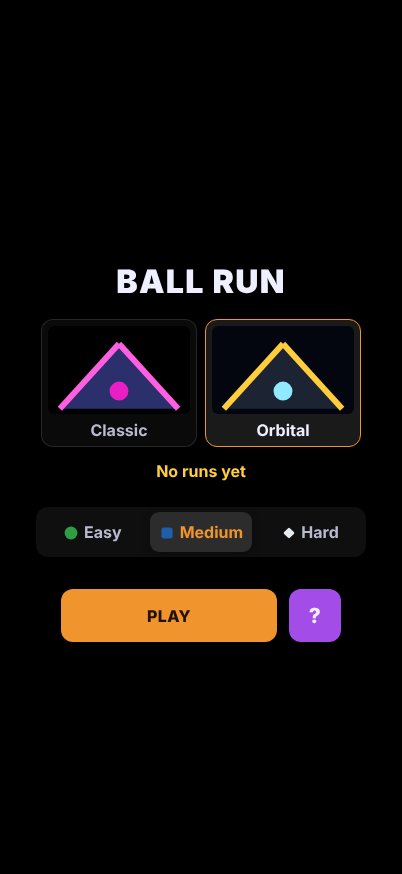 BALL RUN
Classic
Orbital
No runs yet
Easy
Medium
Hard
PLAY
?